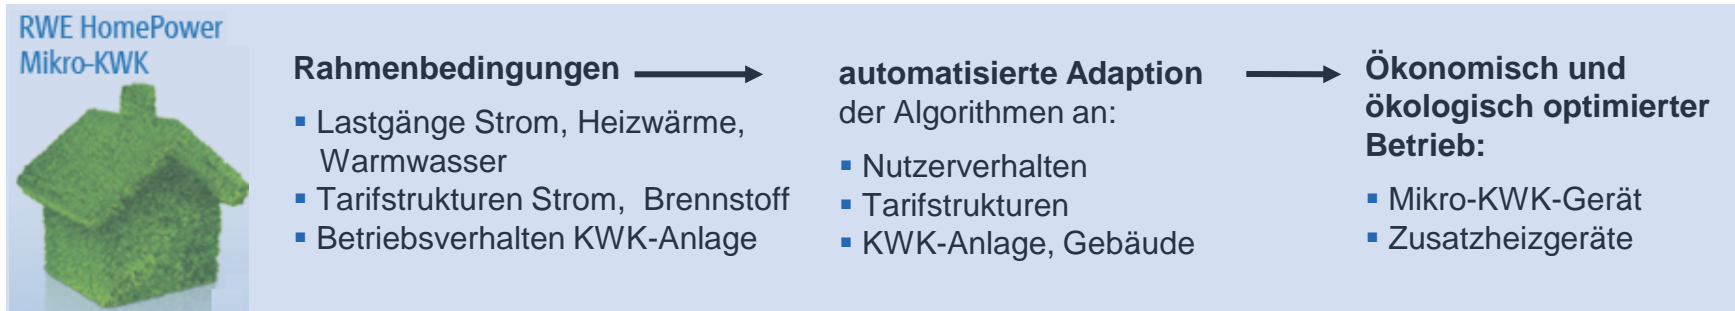 RWE HomePower
Mikro-KWK
Rahmenbedingungen
▪ Lastgänge Strom, Heizwärme,
Warmwasser
▪ Tarifstrukturen Strom, Brennstoff
▪ Betriebsverhalten KWK-Anlage
automatisierte Adaption
der Algorithmen an:
▪ Nutzerverhalten
▪ Tarifstrukturen
▪ KWK-Anlage, Gebäude
Ökonomisch und
ökologisch optimierter
Betrieb:
▪ Mikro-KWK-Gerät
▪ Zusatzheizgeräte